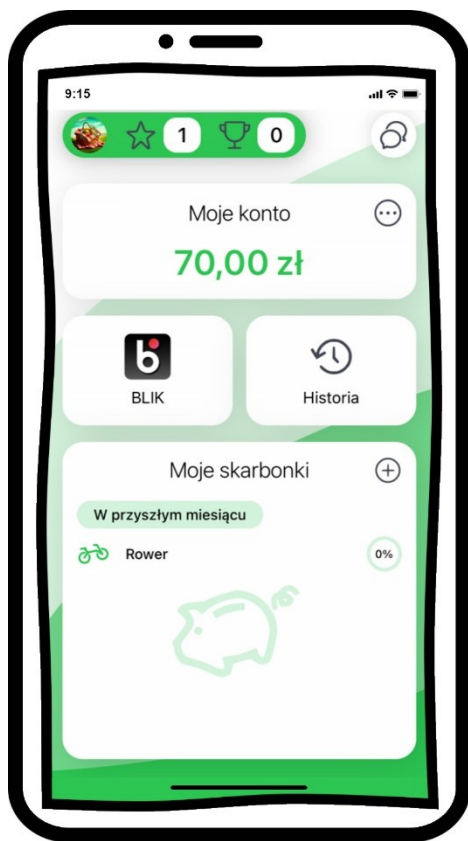 9:15
1 0
Moje konto
70,00 zł
BLIK Historia
Moje skarbonki
W przyszłym miesiącu
Rower 0%